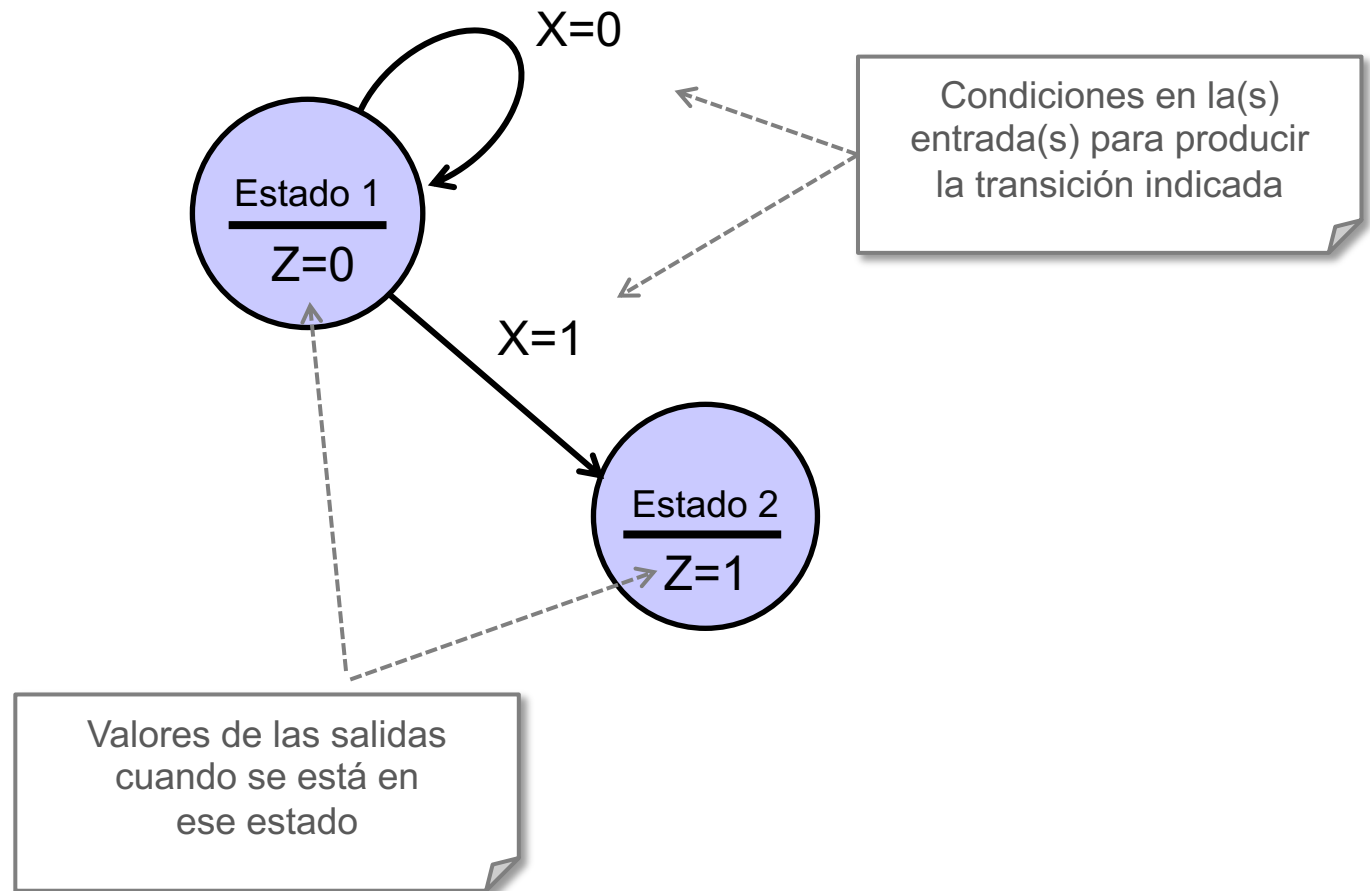 X=0
Condiciones en la(s)
entrada(s) para producir
la transición indicada
Estado 1
Z=0
X=1
Estado 2
Z=1
Valores de las salidas
cuando se está en
ese estado